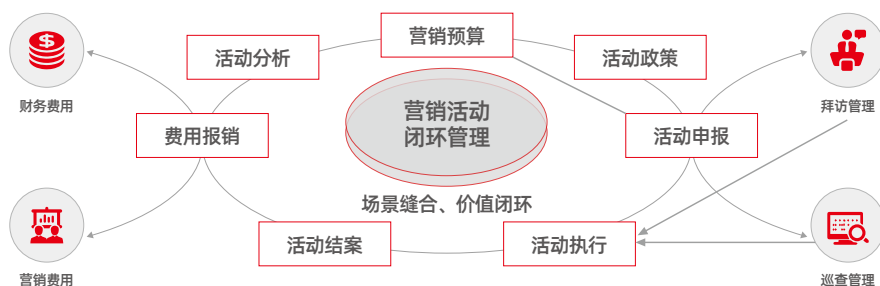 营销预算
活动分析
活动政策
财务费用
营销活动
闭环管理
拜访管理
费用报销
活动申报
场景缝合、价值闭环
活动结案
活动执行
营销费用
巡查管理